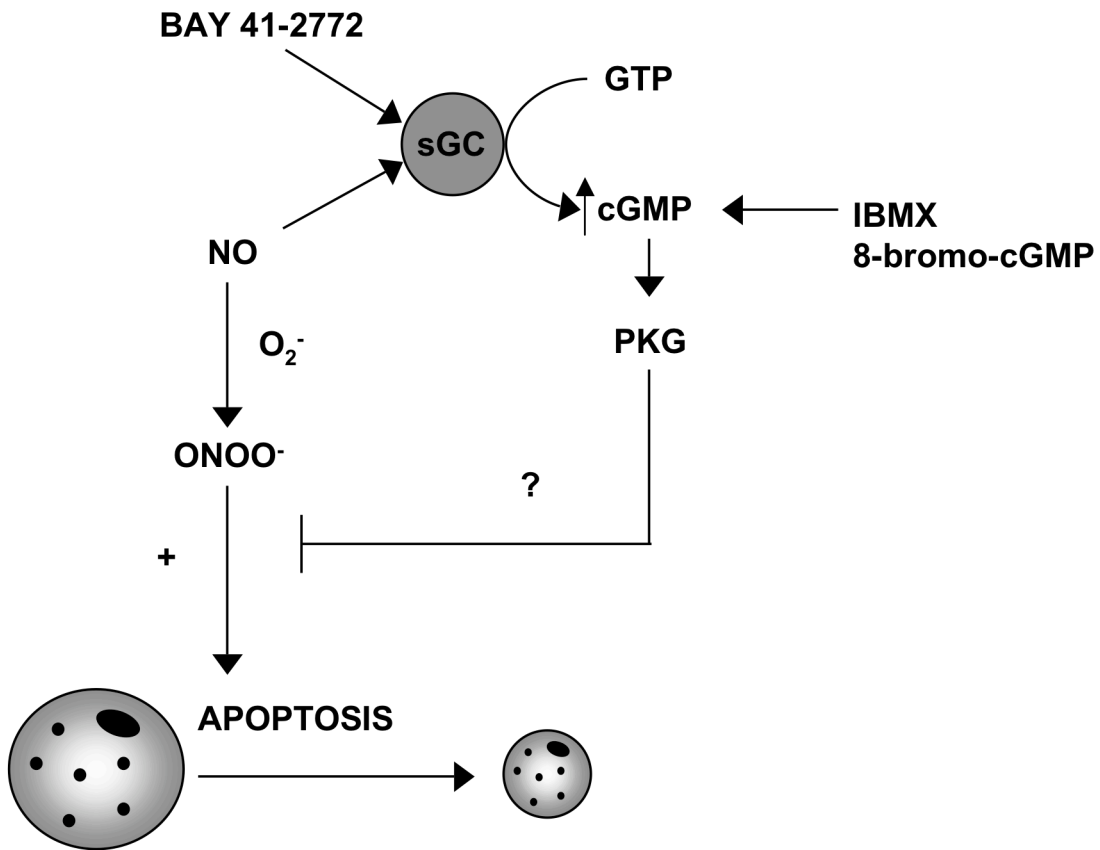 BAY 41-2772
GTP
sGC
cGMP
IBMX
8-bromo-cGMP
NO
O₂⁻
PKG
ONOO⁻
?
+
APOPTOSIS